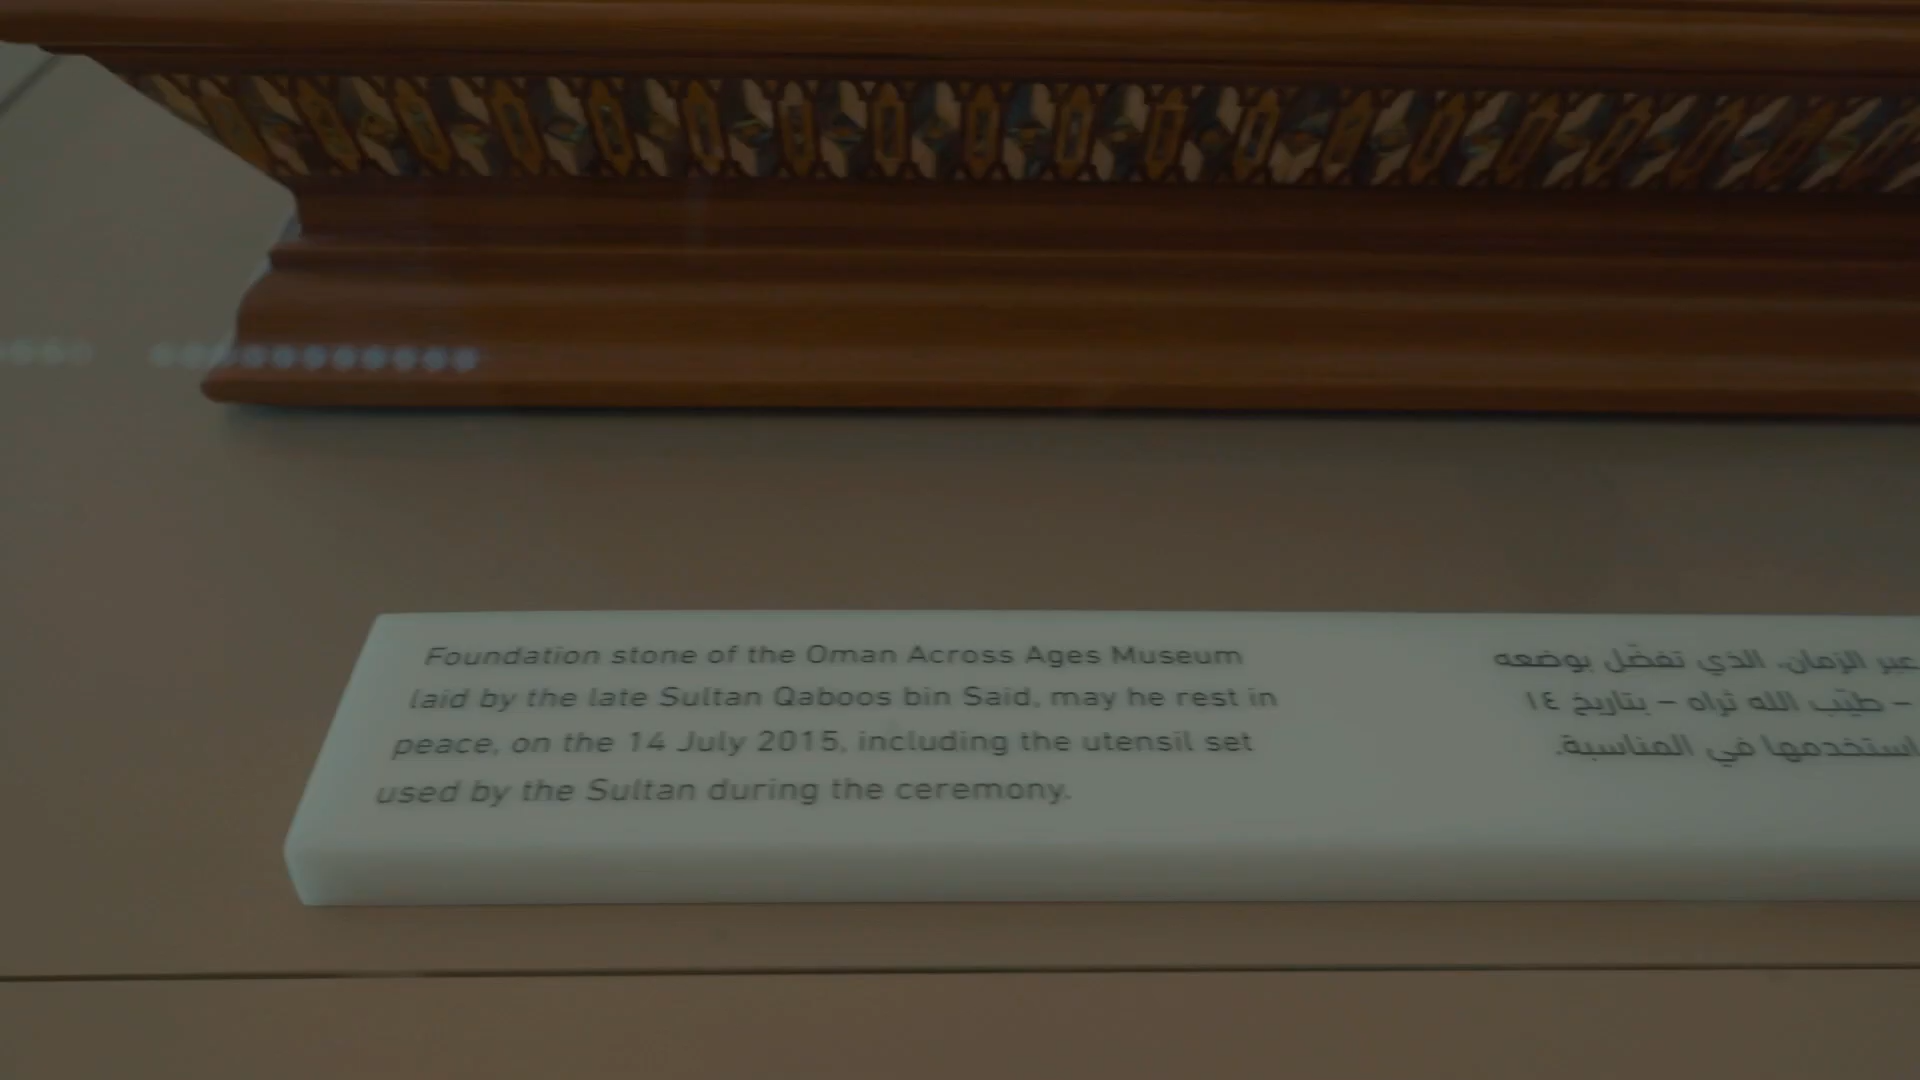 Foundation stone of the Oman Across Ages Museum
laid by the late Sultan Qaboos bin Said, may he rest in
peace, on the 14 July 2015, including the utensil set
used by the Sultan during the ceremony.
عبر الزمان، الذي تفضّل بوضعه
– طيّب الله ثراه – بتاريخ ١٤
استخدمها في المناسبة.